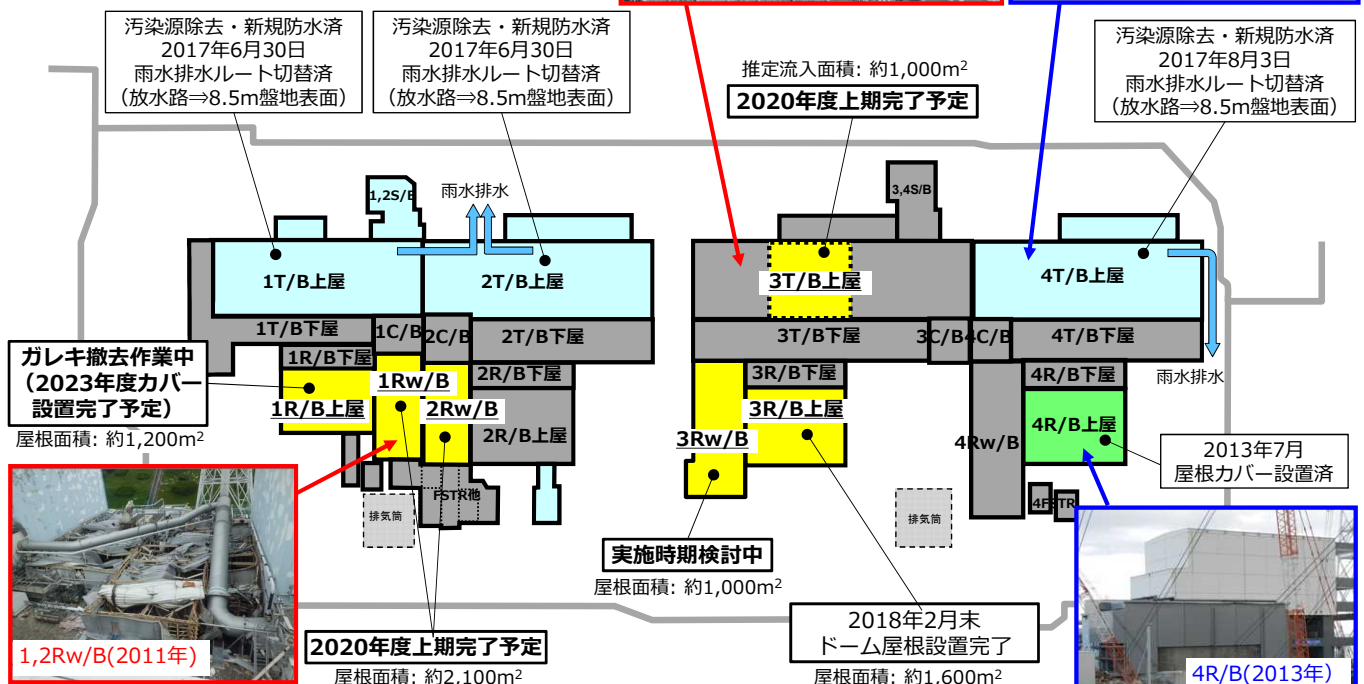 汚染源除去・新規防水済
2017年6月30日
雨水排水ルート切替済
（放水路⇒8.5m盤地表面）
汚染源除去・新規防水済
2017年6月30日
雨水排水ルート切替済
（放水路⇒8.5m盤地表面）
推定流入面積: 約1,000m²
2020年度上期完了予定
汚染源除去・新規防水済
2017年8月3日
雨水排水ルート切替済
（放水路⇒8.5m盤地表面）
1,2S/B
雨水排水
3,4S/B
1T/B上屋
2T/B上屋
3T/B上屋
4T/B上屋
1T/B下屋
1C/B
2C/B
2T/B下屋
3T/B下屋
3C/B
4C/B
4T/B下屋
雨水排水
ガレキ撤去作業中
（2023年度カバー
設置完了予定）
屋根面積: 約1,200m²
1R/B下屋
1R/B上屋
1Rw/B
2Rw/B
2R/B下屋
2R/B上屋
3Rw/B
3R/B下屋
3R/B上屋
4Rw/B
4R/B下屋
4R/B上屋
2013年7月
屋根カバー設置済
FSTR他
排気筒
排気筒
4FSTR
実施時期検討中
屋根面積: 約1,000m²
2018年2月末
ドーム屋根設置完了
屋根面積: 約1,600m²
2020年度上期完了予定
屋根面積: 約2,100m²
1,2Rw/B(2011年)
4R/B(2013年)